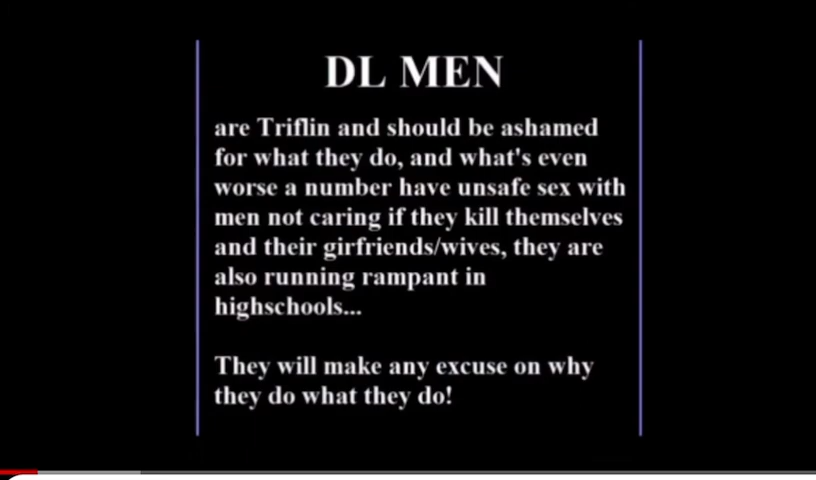 DL MEN
are Triflin and should be ashamed
for what they do, and what's even
worse a number have unsafe sex with
men not caring if they kill themselves
and their girfriends/wives, they are
also running rampant in
highschools...
They will make any excuse on why
they do what they do!